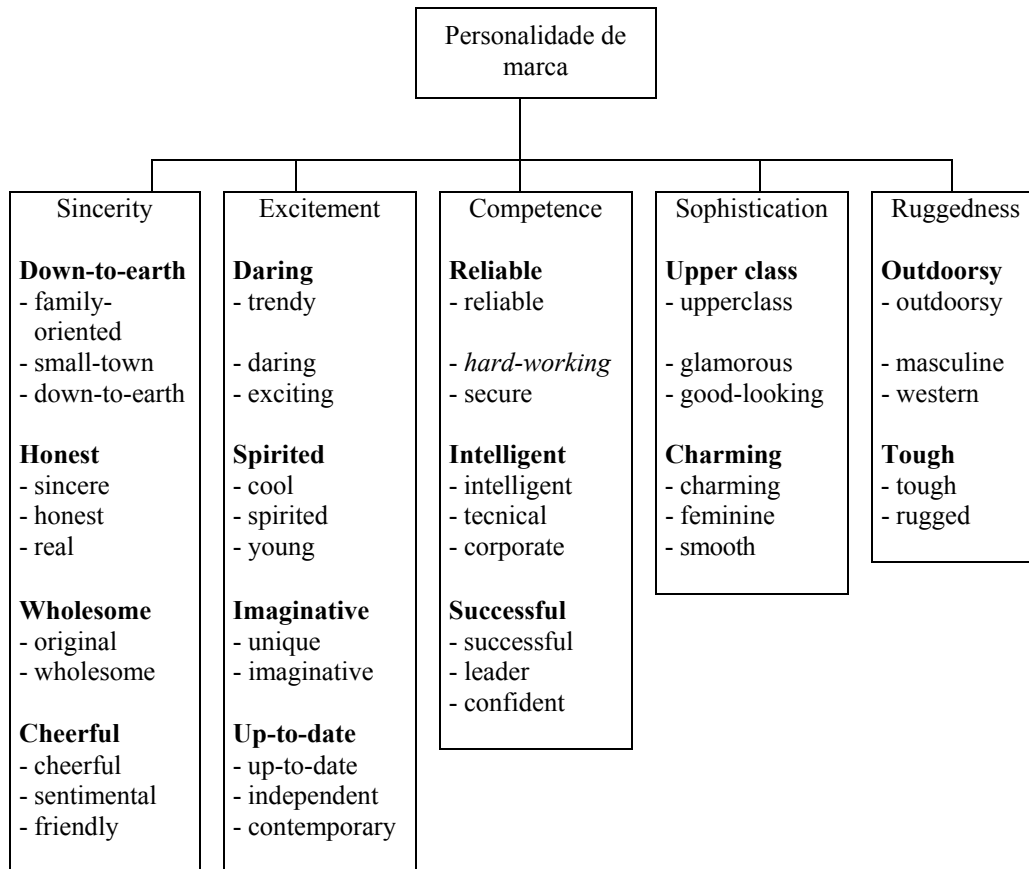 Personalidade de
marca
Sincerity
Down-to-earth
- family-
oriented
- small-town
- down-to-earth
Honest
- sincere
- honest
- real
Wholesome
- original
- wholesome
Cheerful
- cheerful
- sentimental
- friendly
Excitement
Daring
- trendy
- daring
- exciting
Spirited
- cool
- spirited
- young
Imaginative
- unique
- imaginative
Up-to-date
- up-to-date
- independent
- contemporary
Competence
Reliable
- reliable
- hard-working
- secure
Intelligent
- intelligent
- tecnical
- corporate
Successful
- successful
- leader
- confident
Sophistication
Upper class
- upperclass
- glamorous
- good-looking
Charming
- charming
- feminine
- smooth
Ruggedness
Outdoorsy
- outdoorsy
- masculine
- western
Tough
- tough
- rugged